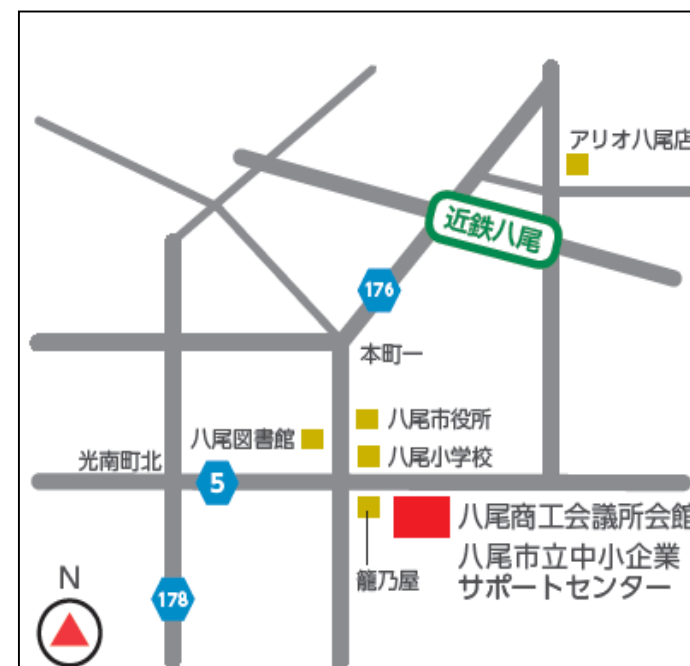 アリオ八尾店
近鉄八尾
176
本町一
八尾市役所
八尾図書館
八尾小学校
光南町北
5
八尾商工会議所会館
八尾市立中小企業
サポートセンター
籠乃屋
N
178